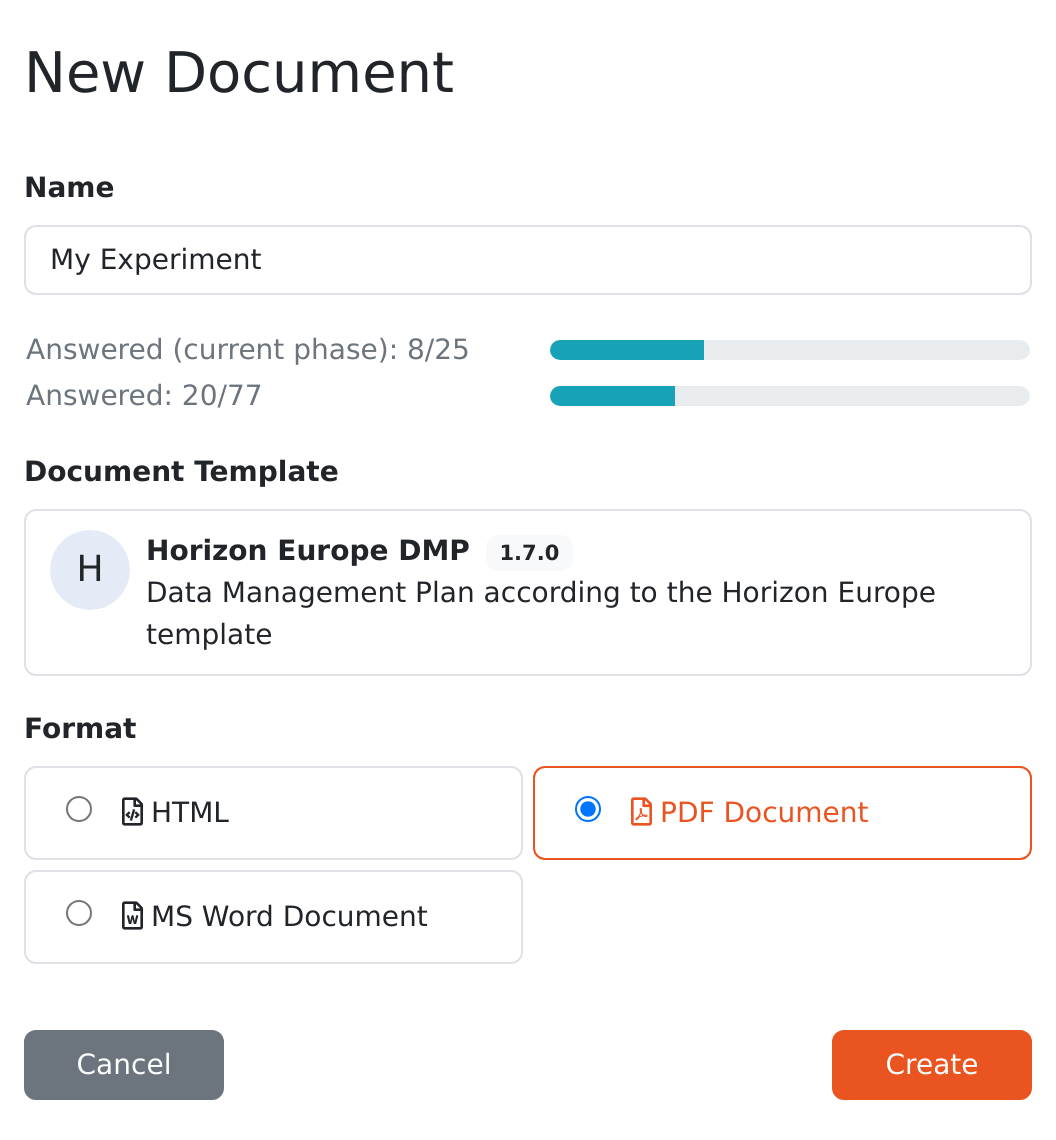 New Document
Name
My Experiment
Answered (current phase): 8/25
Answered: 20/77
Document Template
H
Horizon Europe DMP 1.7.0
Data Management Plan according to the Horizon Europe
template
Format
HTML
PDF Document
MS Word Document
Cancel
Create